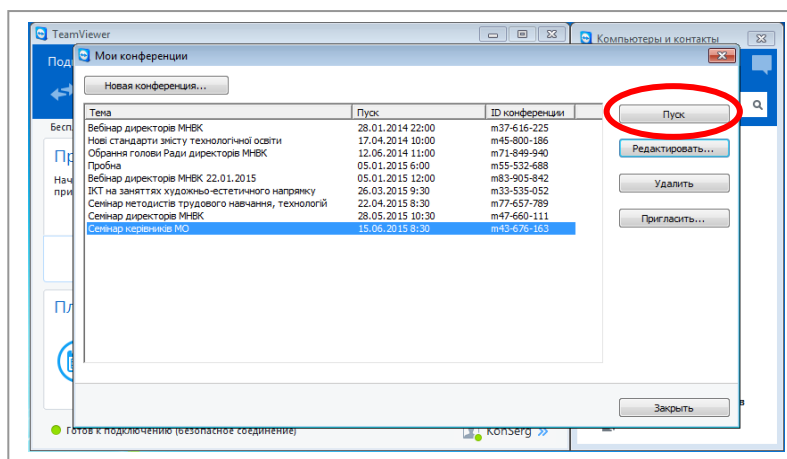 TeamViewer
Компьютеры и контакты
Мои конференции
Новая конференция...
Тема Пуск ID конференции
Вебінар директорів МНВК 28.01.2014 22:00 m37-616-225
Нові стандарти змісту технологічної освіти 17.04.2014 10:00 m45-800-186
Обрання голови Ради директорів МНВК 12.06.2014 11:00 m71-849-940
Пробна 05.01.2015 6:00 m55-532-688
Вебінар директорів МНВК 22.01.2015 05.01.2015 12:00 m83-905-842
ІКТ на заняттях художньо-естетичного напрямку 26.03.2015 9:30 m33-535-052
Семінар методистів трудового навчання, технологій 22.04.2015 8:30 m77-657-789
Семінар директорів МНВК 28.05.2015 10:30 m47-660-111
Семінар керівників МО 15.06.2015 8:30 m43-676-163
Пуск
Редактировать...
Удалить
Пригласить...
Закрыть
Готов к подключению (безопасное соединение)
KonSerg